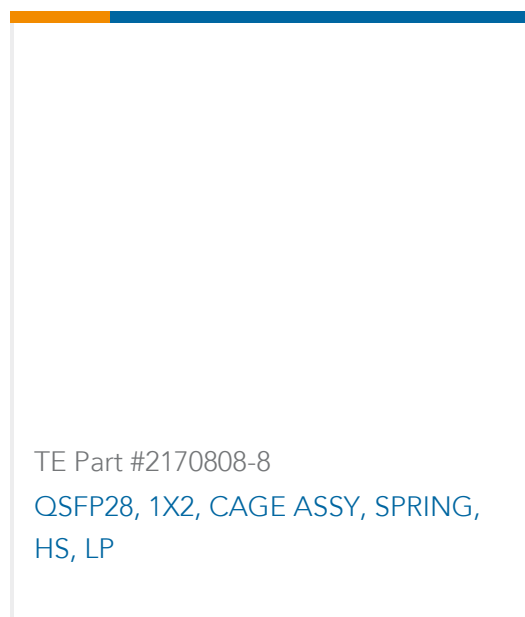 TE Part #2170808-8
QSFP28, 1X2, CAGE ASSY, SPRING,
HS, LP